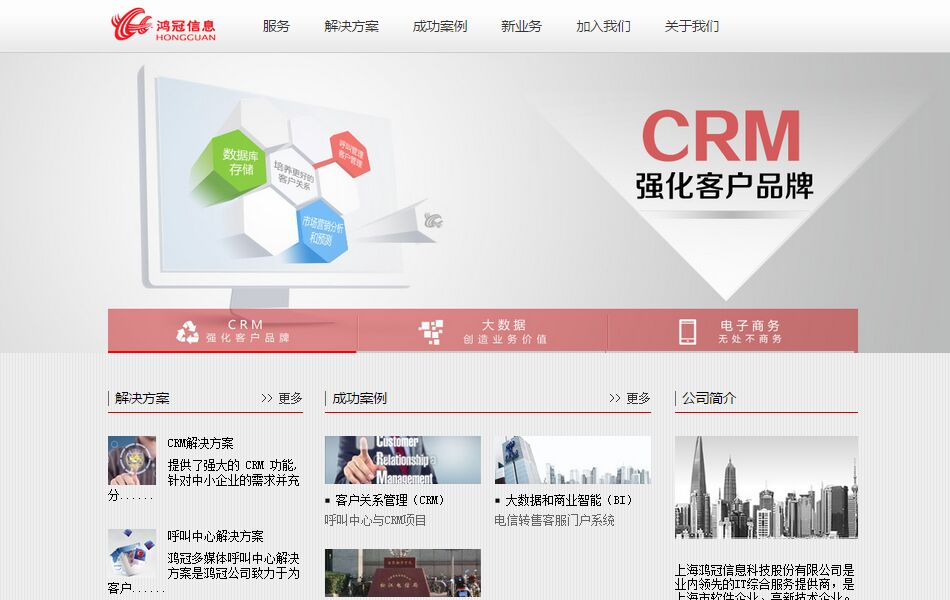 鸿冠信息
HONGGUAN
服务 解决方案 成功案例 新业务 加入我们 关于我们
数据库
存储
培养更好的
客户关系
呼叫管理
客户管理
市场营销分析
和预测
CRM
强化客户品牌
CRM
强化客户品牌
大数据
创造业务价值
电子商务
无处不商务
解决方案 >> 更多
成功案例 >> 更多
公司简介
CRM解决方案
提供了强大的 CRM 功能,
针对中小企业的需求并充
分......
呼叫中心解决方案
鸿冠多媒体呼叫中心解决
方案是鸿冠公司致力于为
客户......
Customer
Relationship
Management
▪ 客户关系管理（CRM）
呼叫中心与CRM项目
▪ 大数据和商业智能（BI）
电信转售客服门户系统
上海鸿冠信息科技股份有限公司是
业内领先的IT综合服务提供商，是
上海市软件企业、高新技术企业。